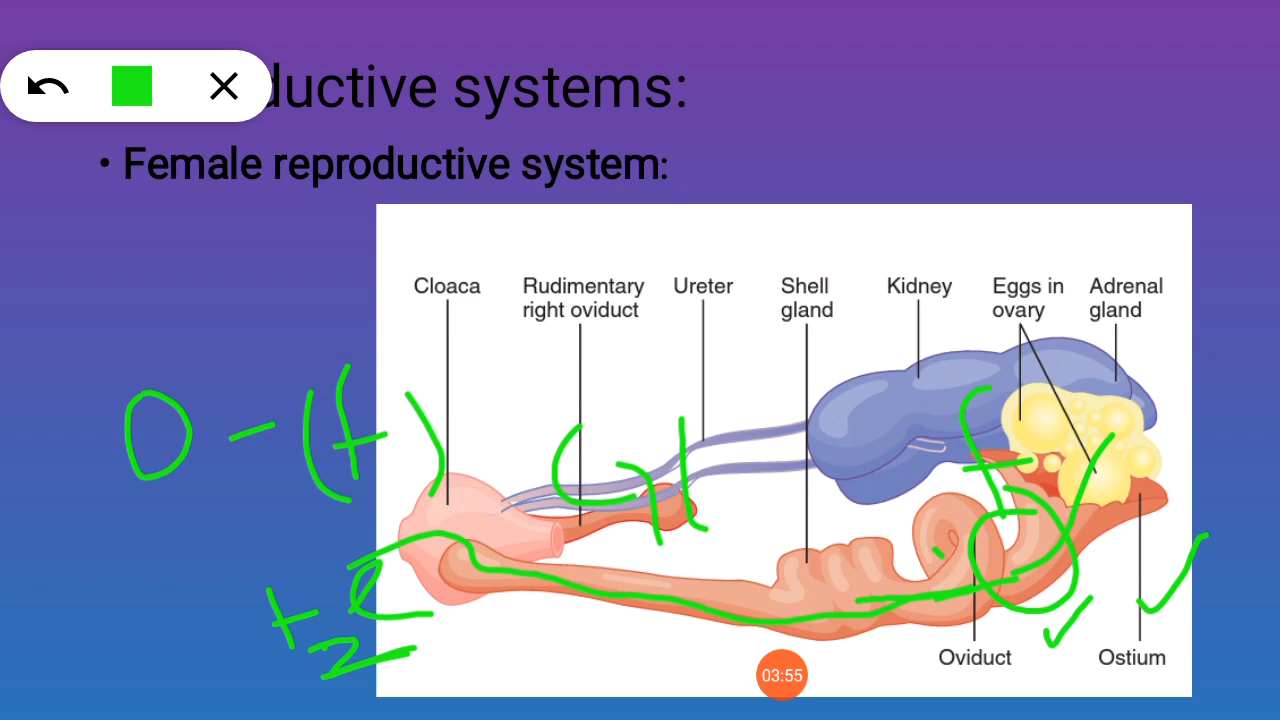 ductive systems:
• Female reproductive system:
Cloaca
Rudimentary right oviduct
Ureter
Shell gland
Kidney
Eggs in ovary
Adrenal gland
Oviduct
Ostium
03:55